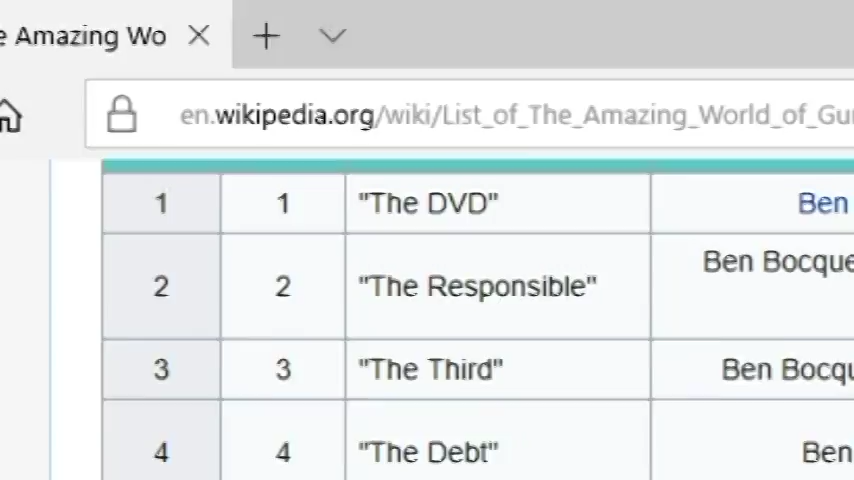 e Amazing Wo
en.wikipedia.org/wiki/List_of_The_Amazing_World_of_Gu
1 1 "The DVD" Ben
2 2 "The Responsible" Ben Bocque
3 3 "The Third" Ben Bocqu
4 4 "The Debt" Ben